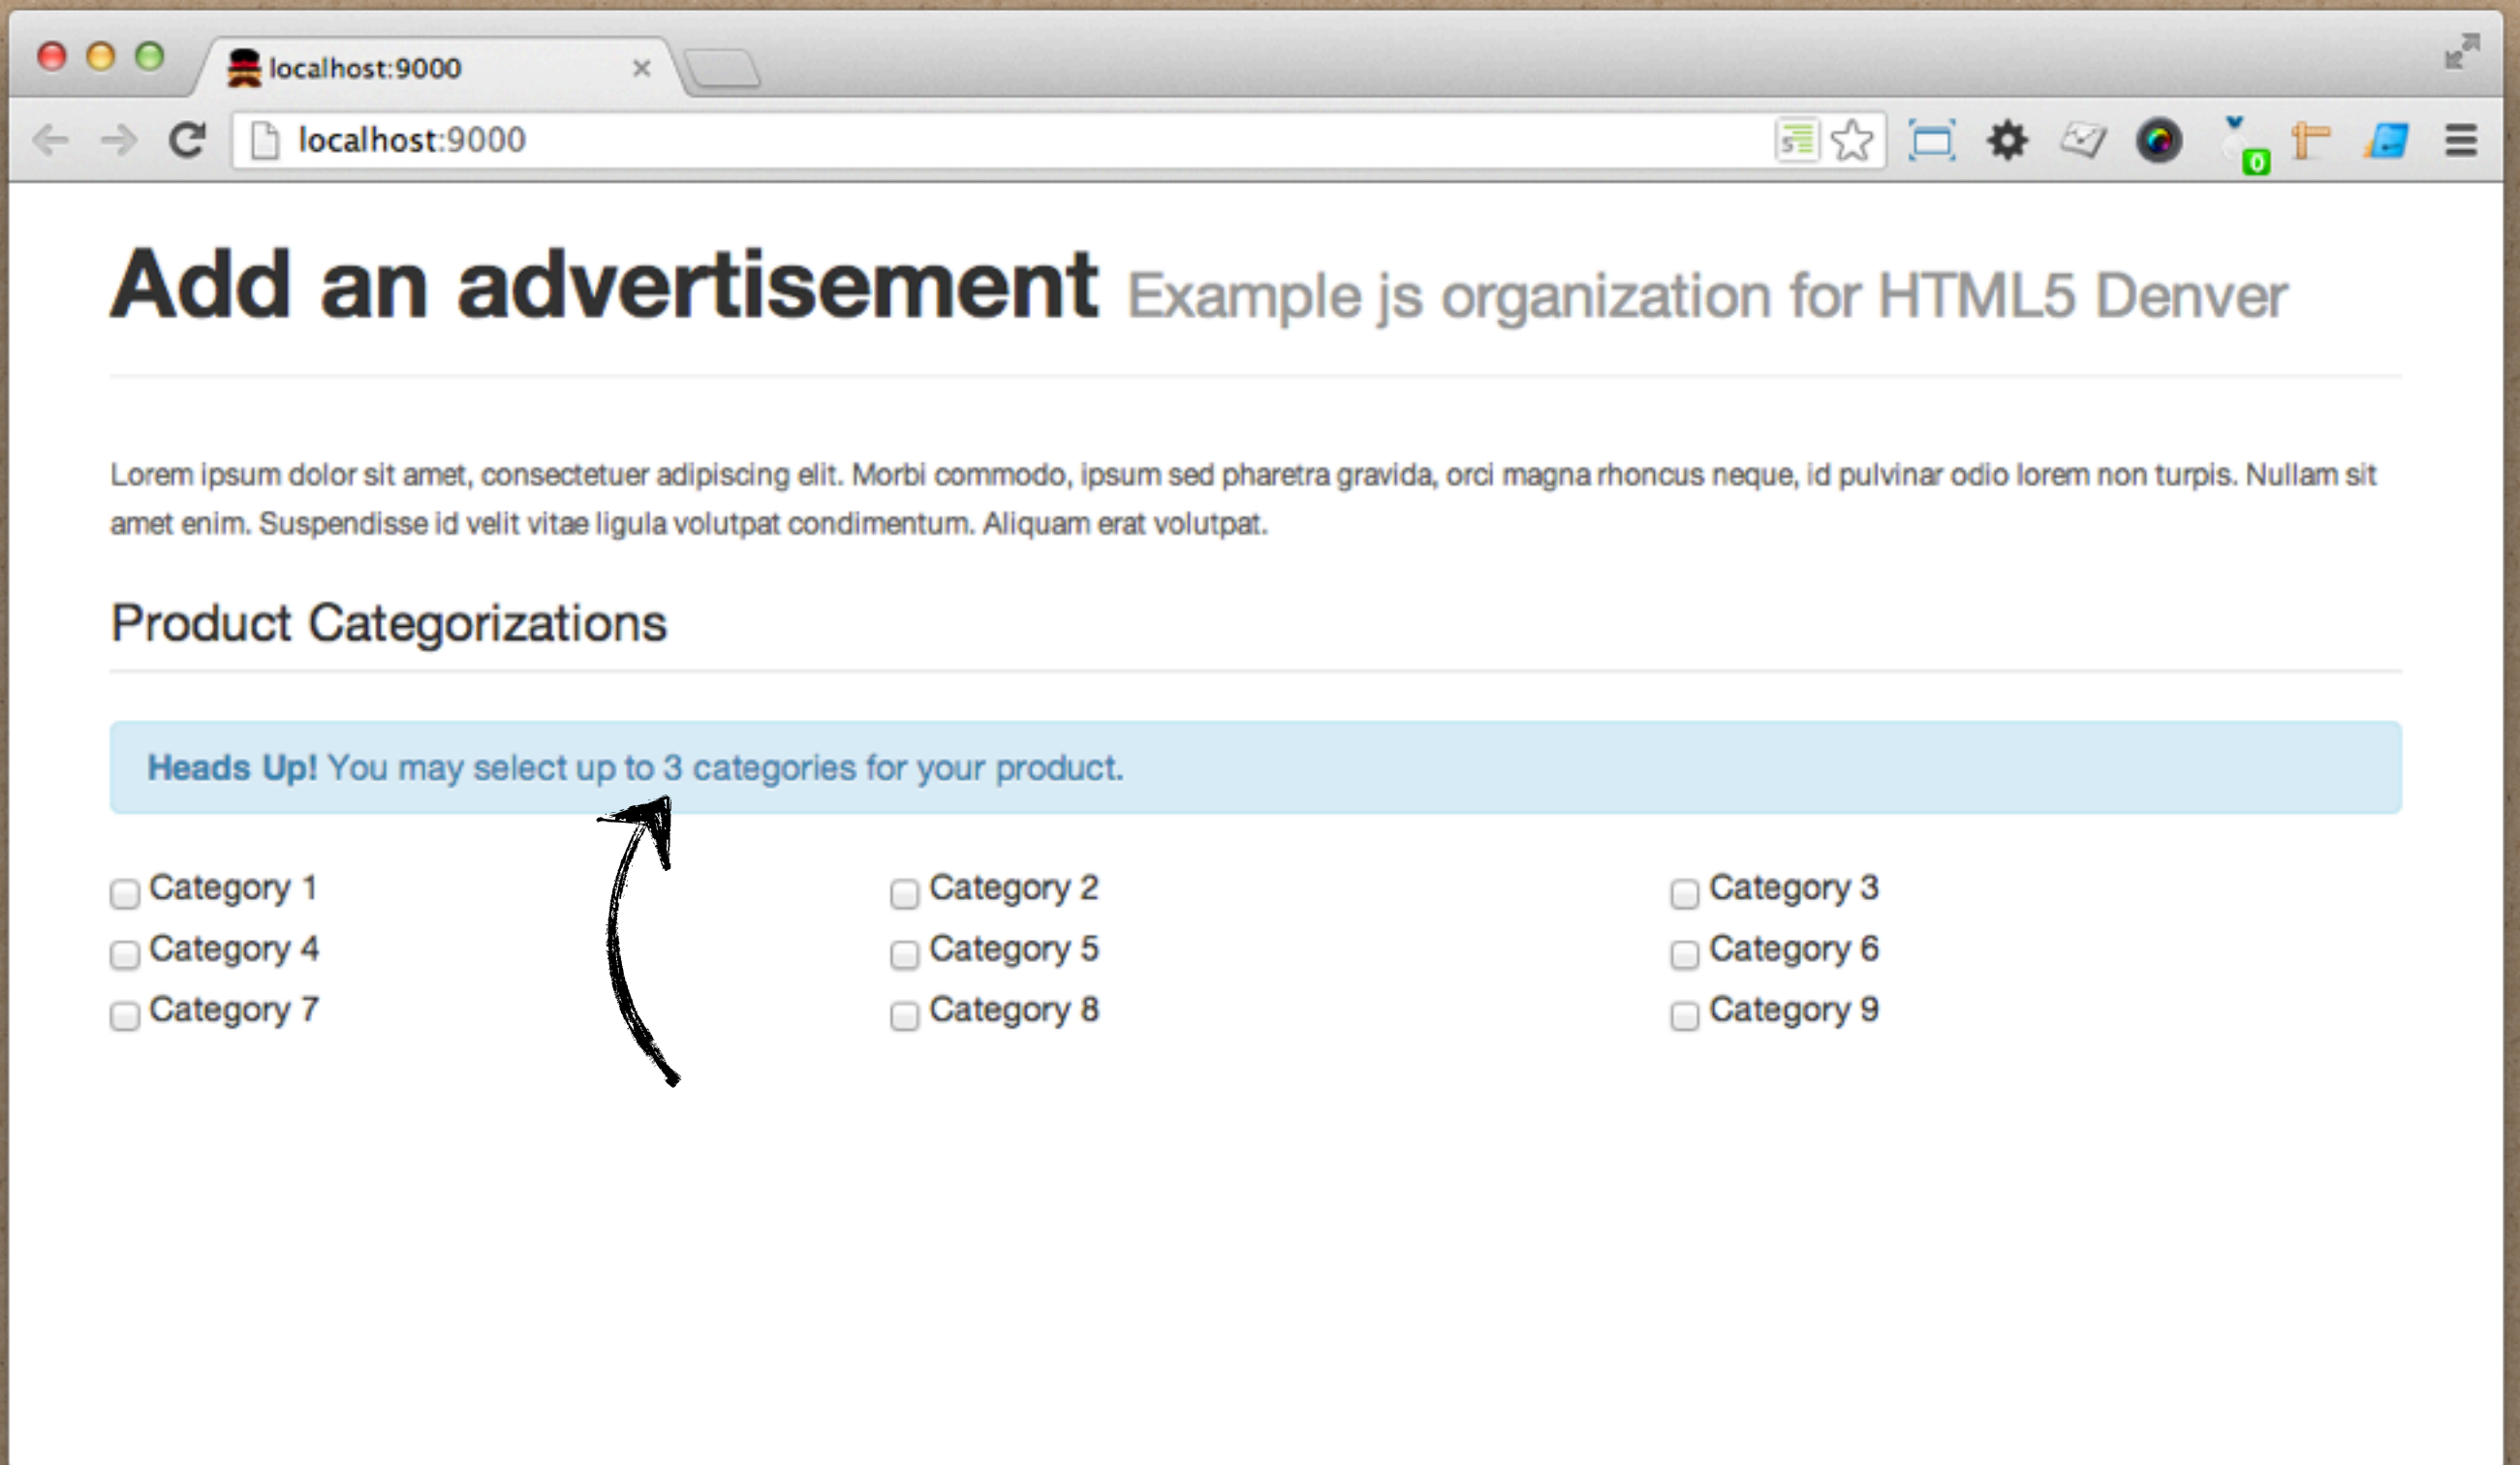 localhost:9000
localhost:9000
0
Add an advertisement Example js organization for HTML5 Denver
Lorem ipsum dolor sit amet, consectetuer adipiscing elit. Morbi commodo, ipsum sed pharetra gravida, orci magna rhoncus neque, id pulvinar odio lorem non turpis. Nullam sit
amet enim. Suspendisse id velit vitae ligula volutpat condimentum. Aliquam erat volutpat.
Product Categorizations
Heads Up! You may select up to 3 categories for your product.
Category 1 Category 2 Category 3
Category 4 Category 5 Category 6
Category 7 Category 8 Category 9